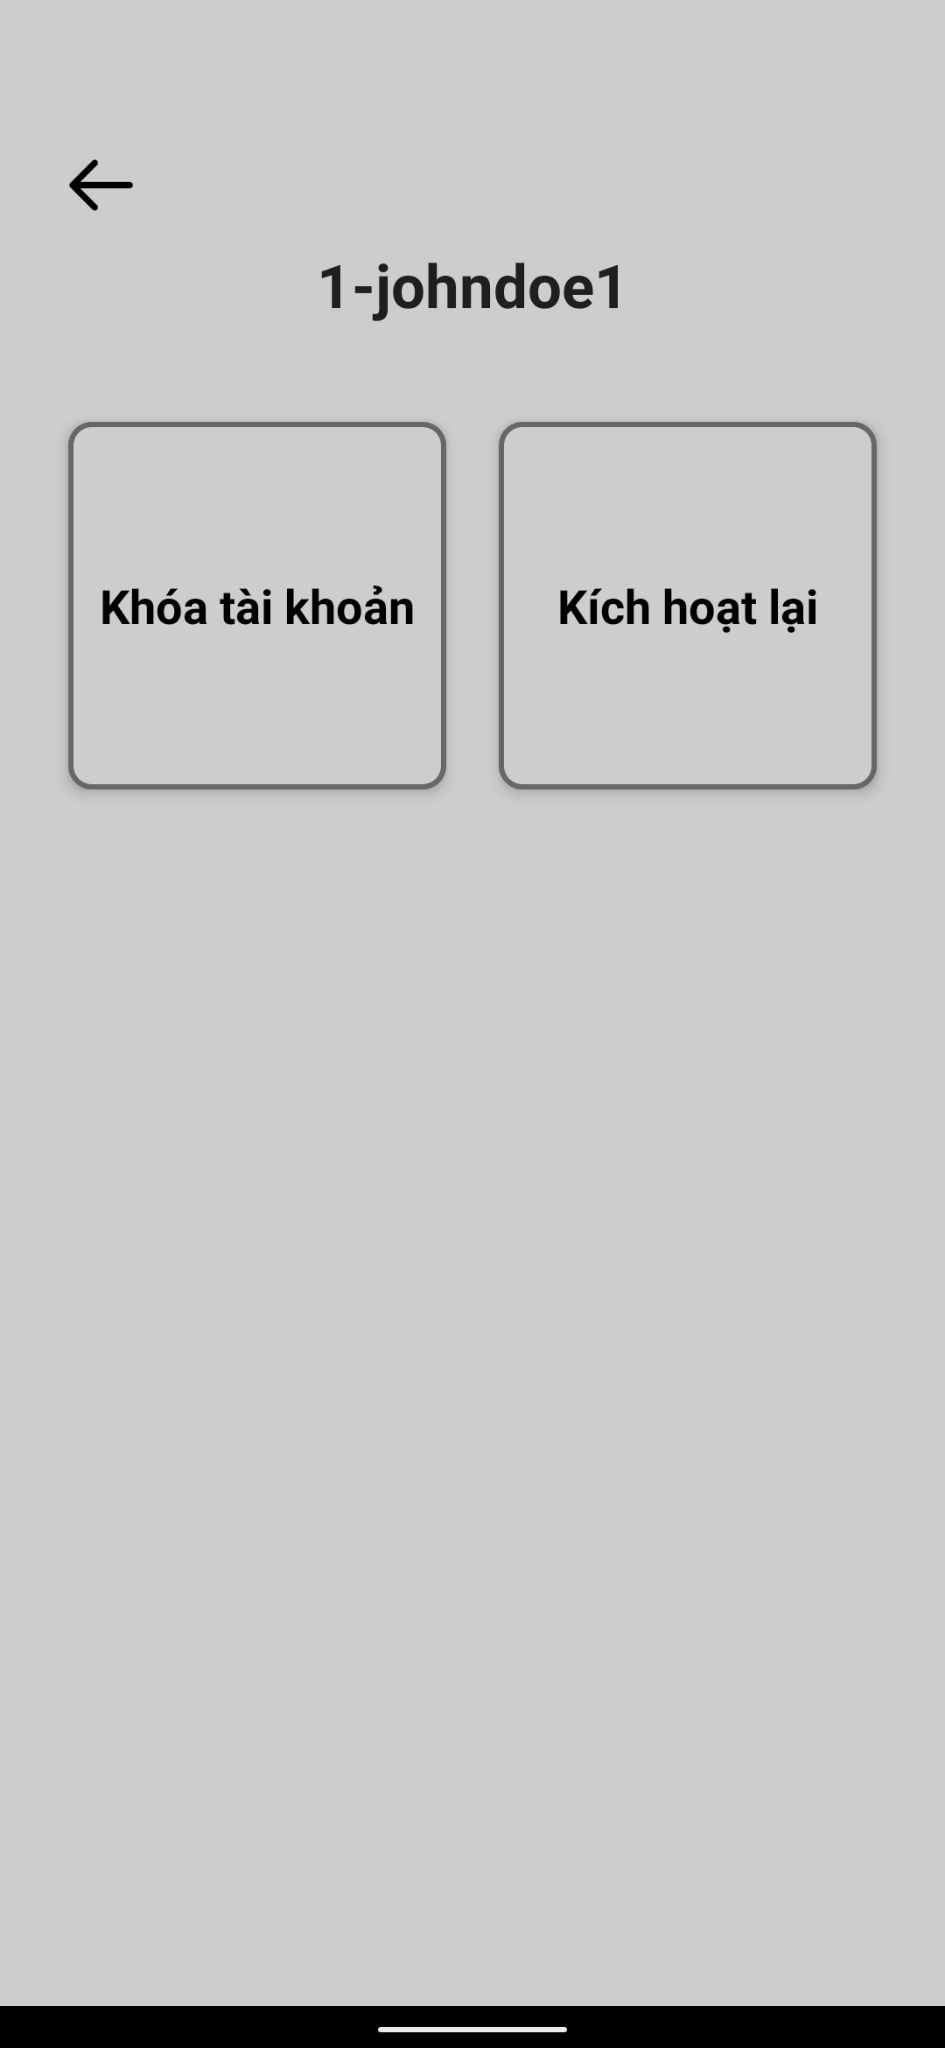 1-johndoe1
Khóa tài khoản
Kích hoạt lại